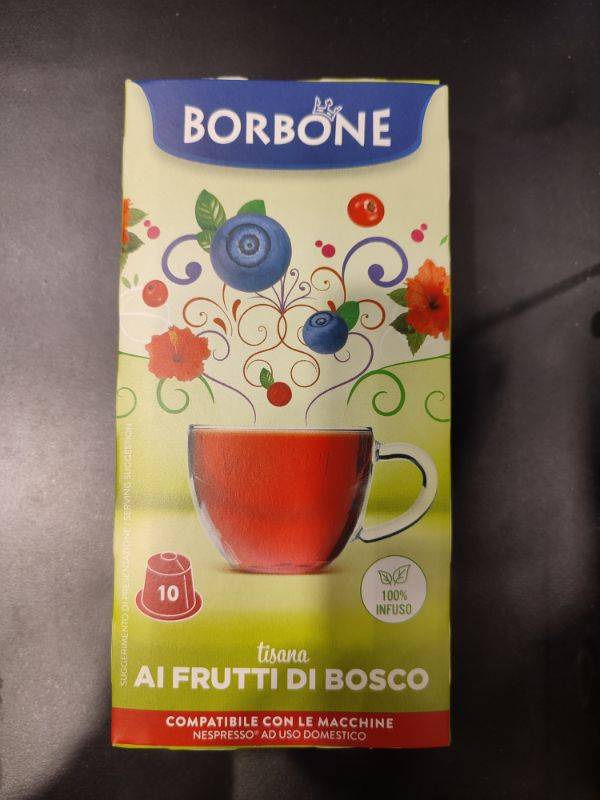 BORBONE
SUGGERIMENTO DI PRESENTAZIONE / SERVING SUGGESTION
10
100%
INFUSO
tisana
AI FRUTTI DI BOSCO
COMPATIBILE CON LE MACCHINE
NESPRESSO® AD USO DOMESTICO